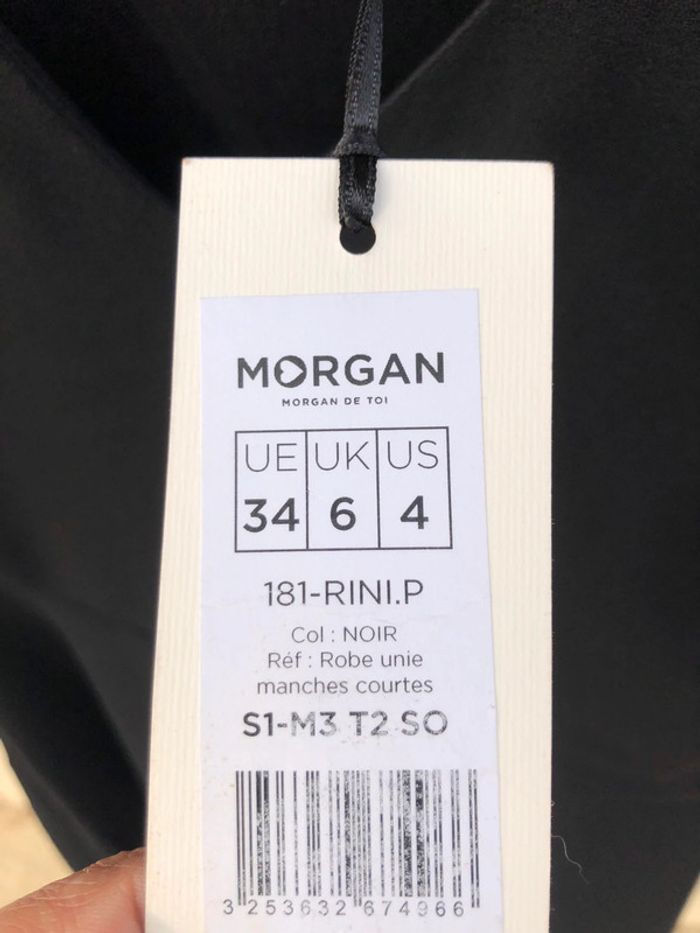 MORGAN
MORGAN DE TOI
UE UK US
34 6 4
181-RINI.P
Col : NOIR
Réf : Robe unie
manches courtes
S1-M3 T2 SO
3 253632 674966